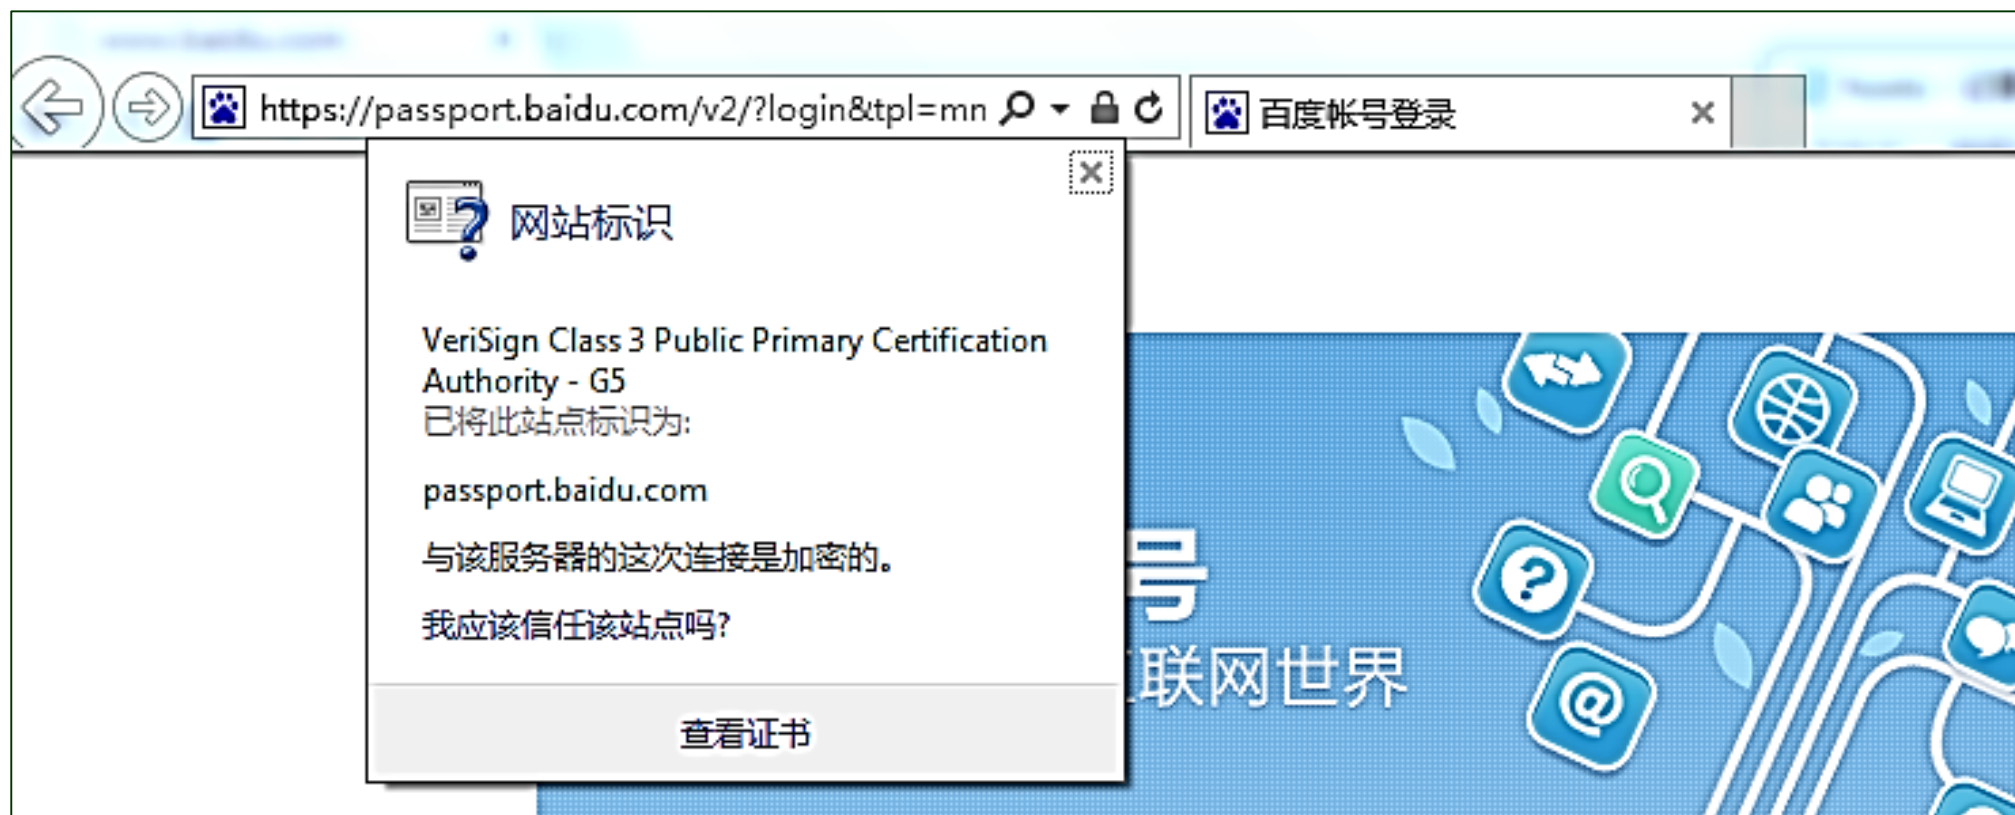 https://passport.baidu.com/v2/?login&tpl=mn
百度帐号登录
网站标识
VeriSign Class 3 Public Primary Certification
Authority - G5
已将此站点标识为:
passport.baidu.com
与该服务器的这次连接是加密的。
我应该信任该站点吗?
查看证书
号
联网世界